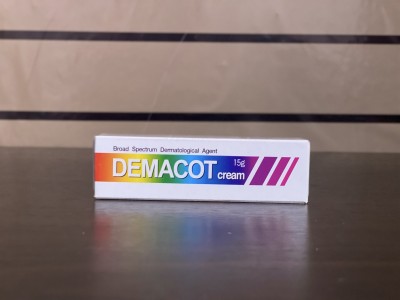 Broad Spectrum Dermatological Agent
15g
DEMACOT cream